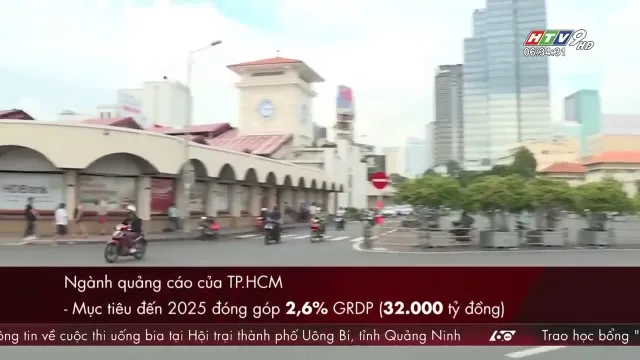 HTV9 HD
06:34:31
HDBank
Ngành quảng cáo của TP.HCM
- Mục tiêu đến 2025 đóng góp 2,6% GRDP (32.000 tỷ đồng)
ông tin về cuộc thi uống bia tại Hội trại thành phố Uông Bí, tỉnh Quảng Ninh
Trao học bổng "